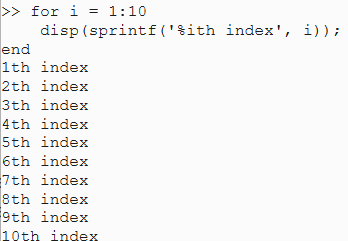 >> for i = 1:10
disp(sprintf('%ith index', i));
end
1th index
2th index
3th index
4th index
5th index
6th index
7th index
8th index
9th index
10th index